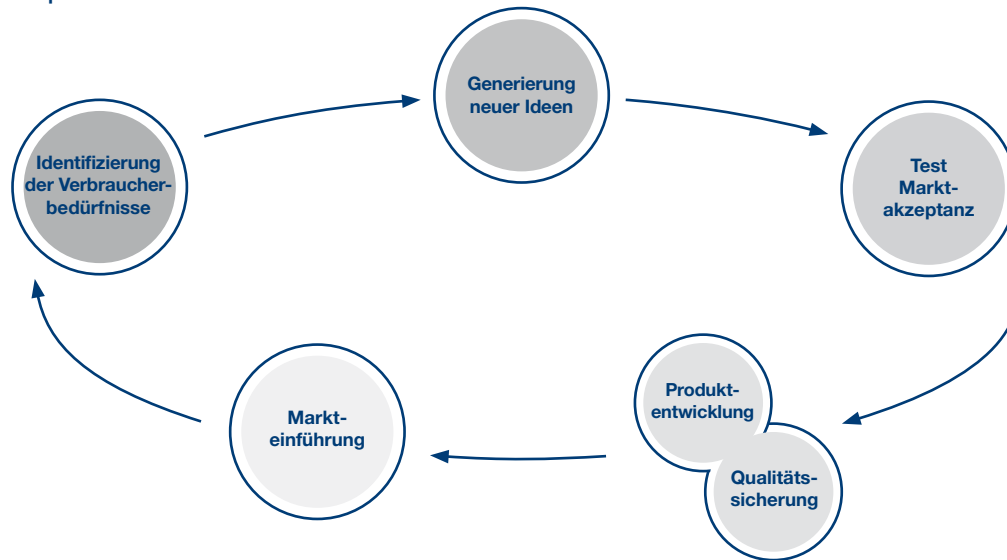 Generierung
neuer Ideen
Identifizierung
der Verbraucher-
bedürfnisse
Test
Markt-
akzeptanz
Produkt-
entwicklung
Qualitäts-
sicherung
Markt-
einführung